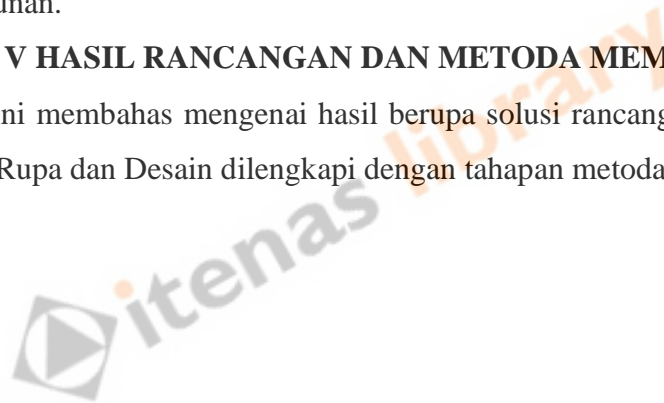 unan.
V HASIL RANCANGAN DAN METODA MEM
ni membahas mengenai hasil berupa solusi rancang
Rupa dan Desain dilengkapi dengan tahapan metoda
itenas library